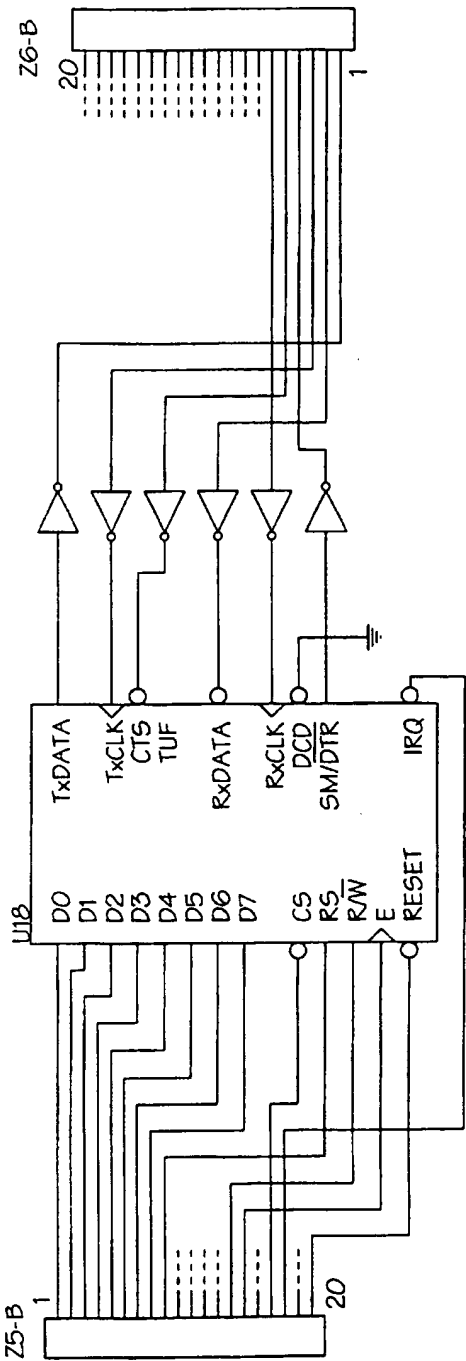 Z5-B
1
20
U18
D0
D1
D2
D3
D4
D5
D6
D7
CS
RS
R/W̅
E
RESET
TxDATA
TxCLK
CTS
TUF
RxDATA
RxCLK
DCD
SM/D̅T̅R̅
IRQ
Z6-B
20
1